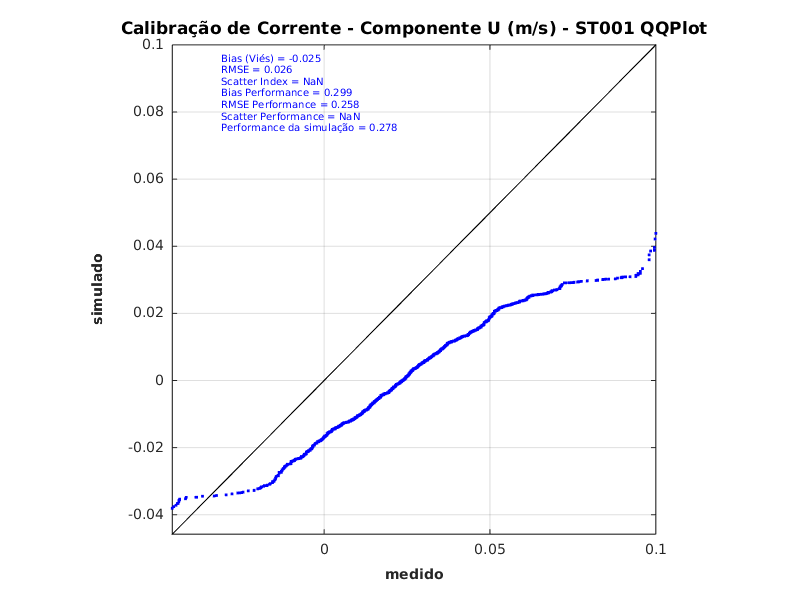 Calibração de Corrente - Componente U (m/s) - ST001 QQPlot
Bias (Viés) = -0.025
RMSE = 0.026
Scatter Index = NaN
Bias Performance = 0.299
RMSE Performance = 0.258
Scatter Performance = NaN
Performance da simulação = 0.278
0.1
0.08
0.06
0.04
0.02
0
-0.02
-0.04
simulado
0
0.05
0.1
medido